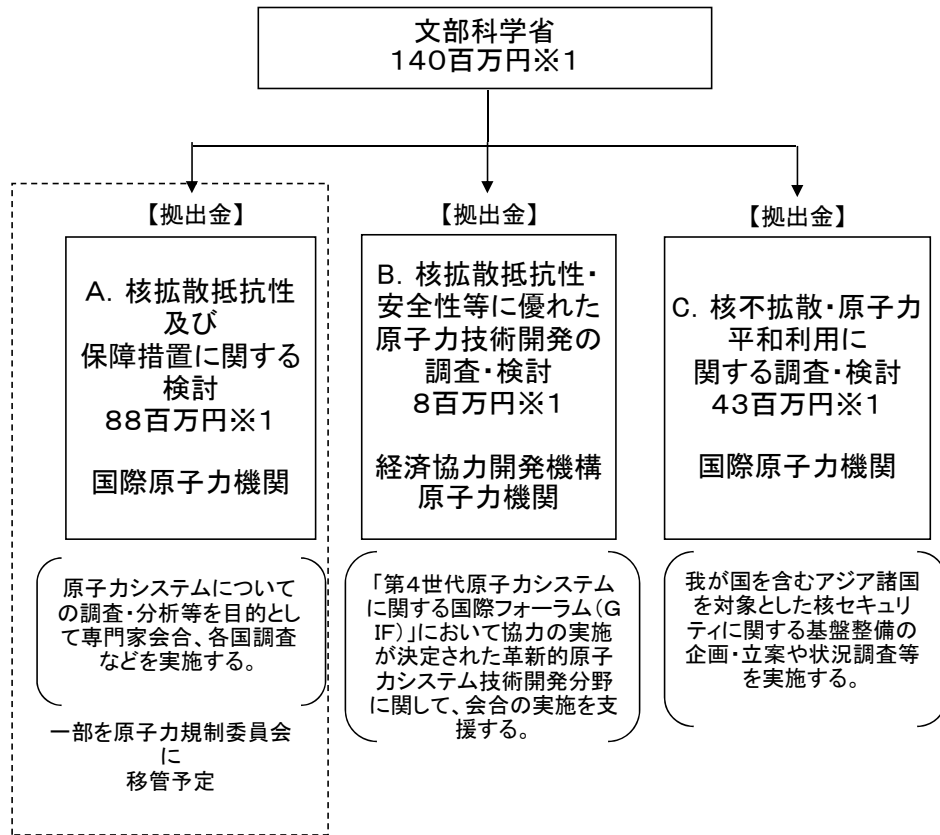 文部科学省
140百万円※1
【拠出金】
A．核拡散抵抗性
及び
保障措置に関する
検討
88百万円※1
国際原子力機関
原子力システムについて
の調査・分析等を目的とし
て専門家会合、各国調査
などを実施する。
一部を原子力規制委員会
に
移管予定
【拠出金】
B．核拡散抵抗性・
安全性等に優れた
原子力技術開発の
調査・検討
8百万円※1
経済協力開発機構
原子力機関
「第4世代原子力システム
に関する国際フォーラム（G
IF）」において協力の実施
が決定された革新的原子
力システム技術開発分野
に関して、会合の実施を支
援する。
【拠出金】
C．核不拡散・原子力
平和利用に
関する調査・検討
43百万円※1
国際原子力機関
我が国を含むアジア諸国
を対象とした核セキュリ
ティに関する基盤整備の
企画・立案や状況調査等
を実施する。